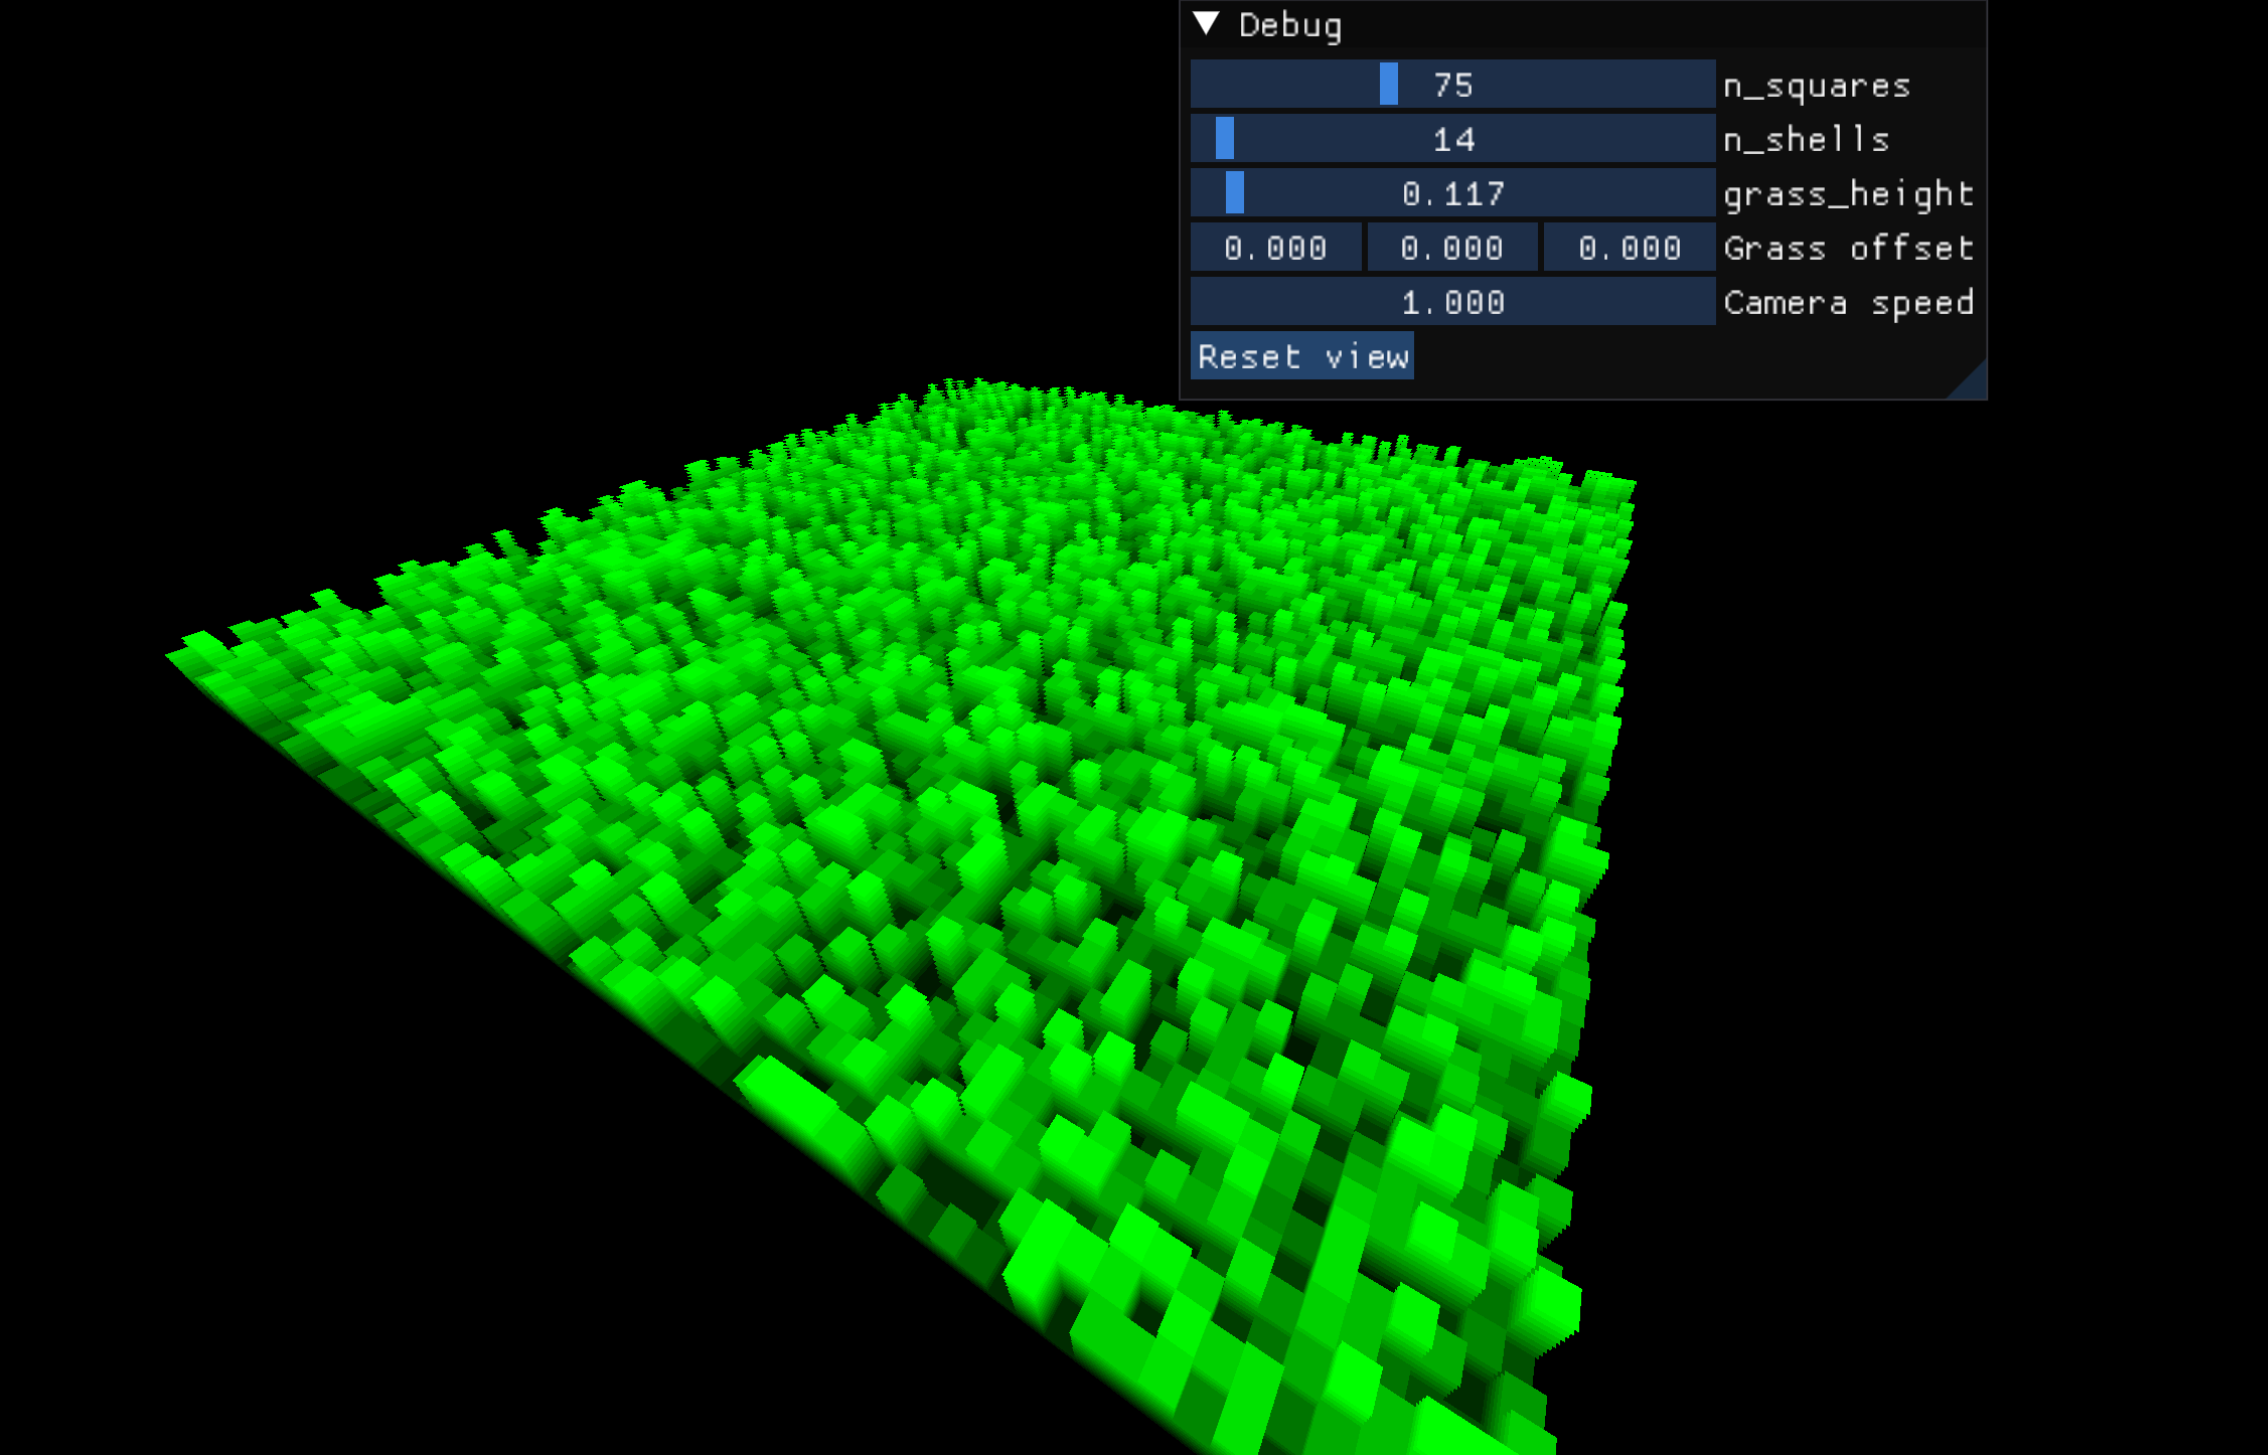 Debug
75 n_squares
14 n_shells
0.117 grass_height
0.000 0.000 0.000 Grass offset
1.000 Camera speed
Reset view